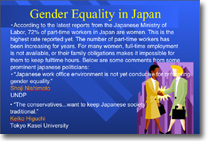 Gender Equality in Japan
• According to the latest reports from the Japanese Ministry of
Labor, 72% of part-time workers in Japan are women. This is the
highest rate reported yet. The number of part-time workers has
been increasing for years. For many women, full-time employment
is not available, or their family obligations makes it impossible for
them to keep fulltime hours. Below are some comments from some
prominent Japanese politicians:
• "Japanese work office environment is not yet conducive for promoting
gender equality."
Shoji Nishimoto
UNDP
• "The conservatives...want to keep Japanese society
traditional."
Keiko Higuchi
Tokyo Kasei University